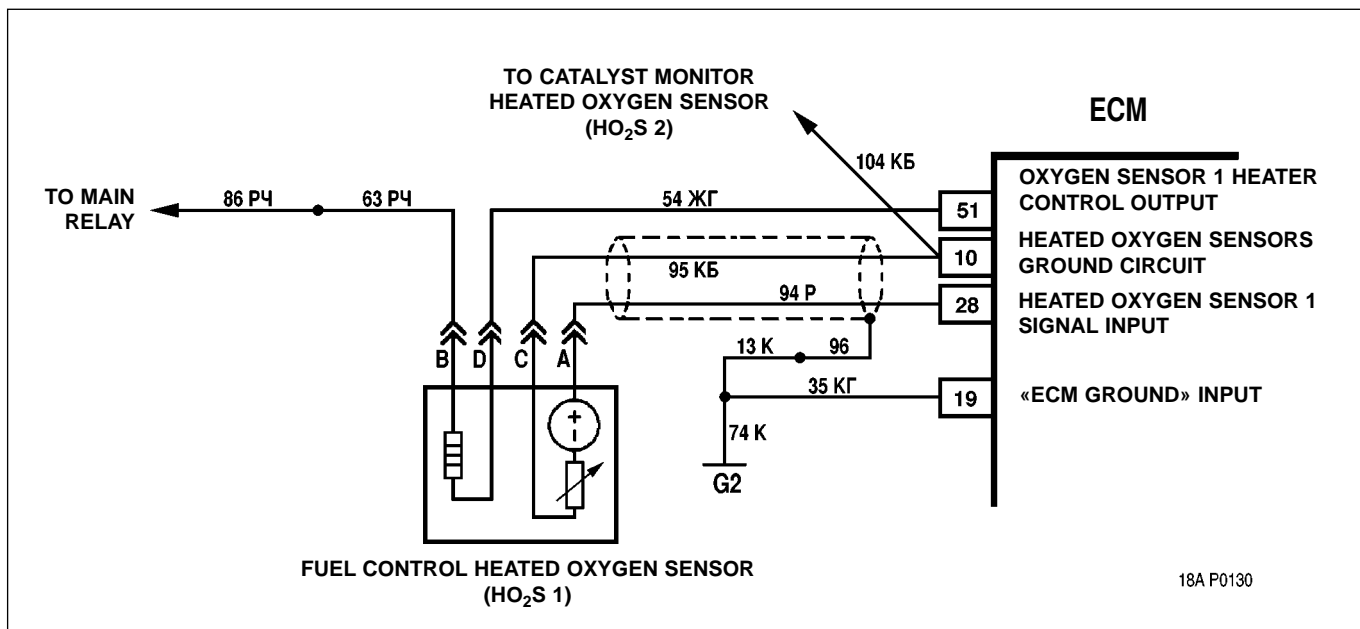 TO CATALYST MONITOR
HEATED OXYGEN SENSOR
(HO₂S 2)
ECM
104 КБ
TO MAIN
RELAY
86 РЧ
63 РЧ
54 ЖГ
51
OXYGEN SENSOR 1 HEATER
CONTROL OUTPUT
95 КБ
10
HEATED OXYGEN SENSORS
GROUND CIRCUIT
94 Р
28
HEATED OXYGEN SENSOR 1
SIGNAL INPUT
B
D
C
A
13 К
96
35 КГ
19
«ECM GROUND» INPUT
74 К
G2
+
–
FUEL CONTROL HEATED OXYGEN SENSOR
(HO₂S 1)
18A P0130